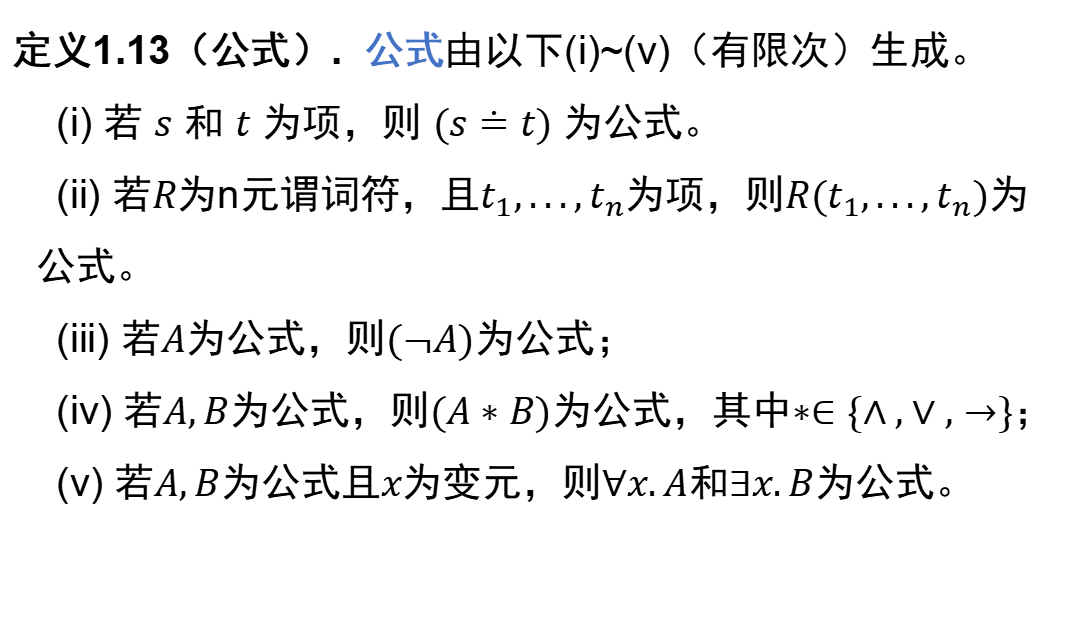 定义1.13（公式）. 公式由以下(i)~(v)（有限次）生成。
(i) 若 s 和 t 为项，则 (s ≐ t) 为公式。
(ii) 若R为n元谓词符，且t₁,...,tₙ为项，则R(t₁,...,tₙ)为
公式。
(iii) 若A为公式，则(¬A)为公式；
(iv) 若A,B为公式，则(A ∗ B)为公式，其中∗∈ {∧,∨,→}；
(v) 若A,B为公式且x为变元，则∀x.A和∃x.B为公式。